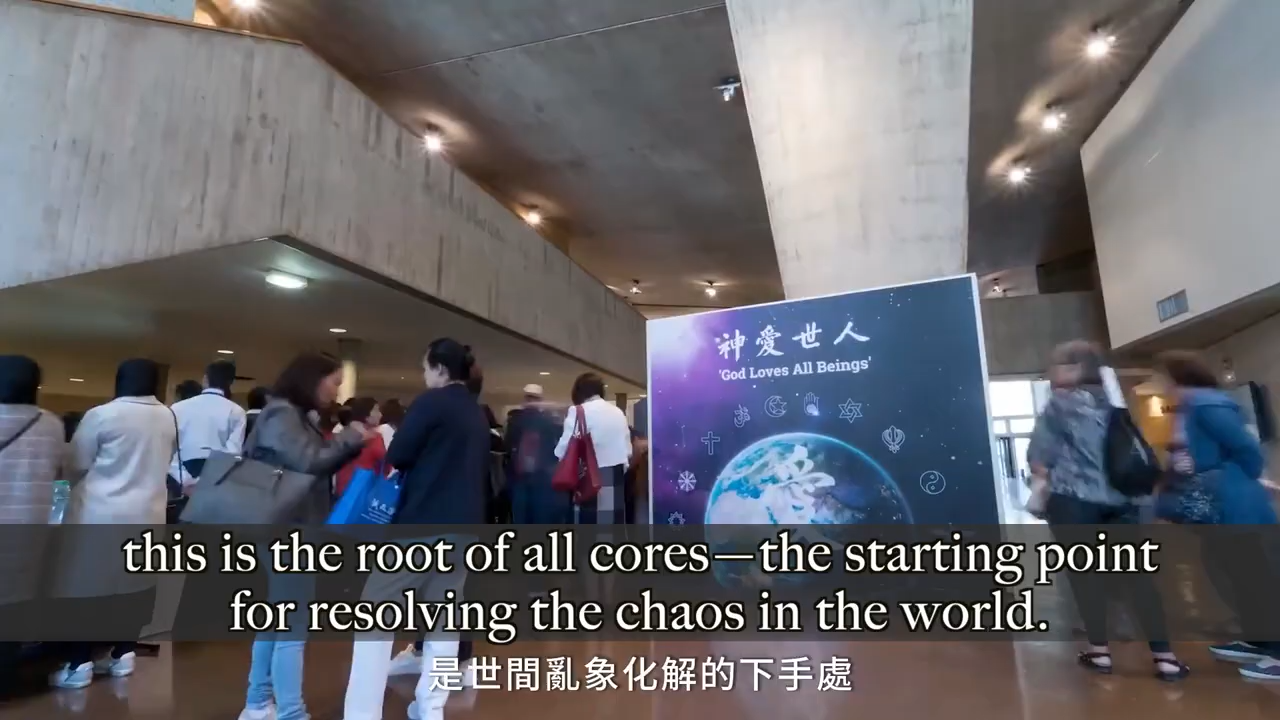 神愛世人
'God Loves All Beings'
愛
this is the root of all cores—the starting point
for resolving the chaos in the world.
是世間亂象化解的下手處